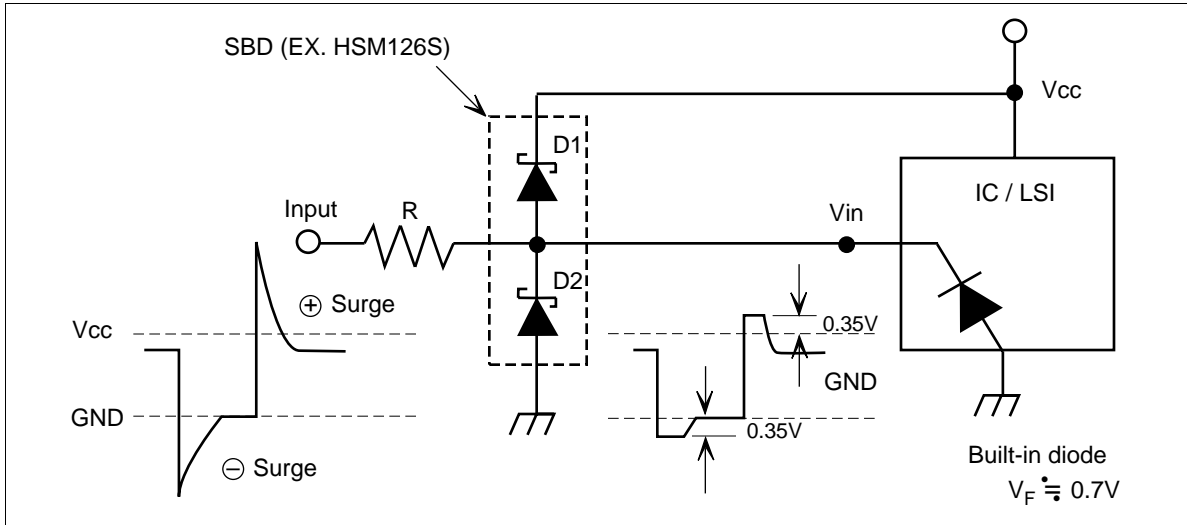 SBD (EX. HSM126S)
Vcc
D1
IC / LSI
Input
R
Vin
D2
⊕ Surge
Vcc
0.35V
GND
GND
0.35V
⊖ Surge
Built-in diode
V_F ≒ 0.7V